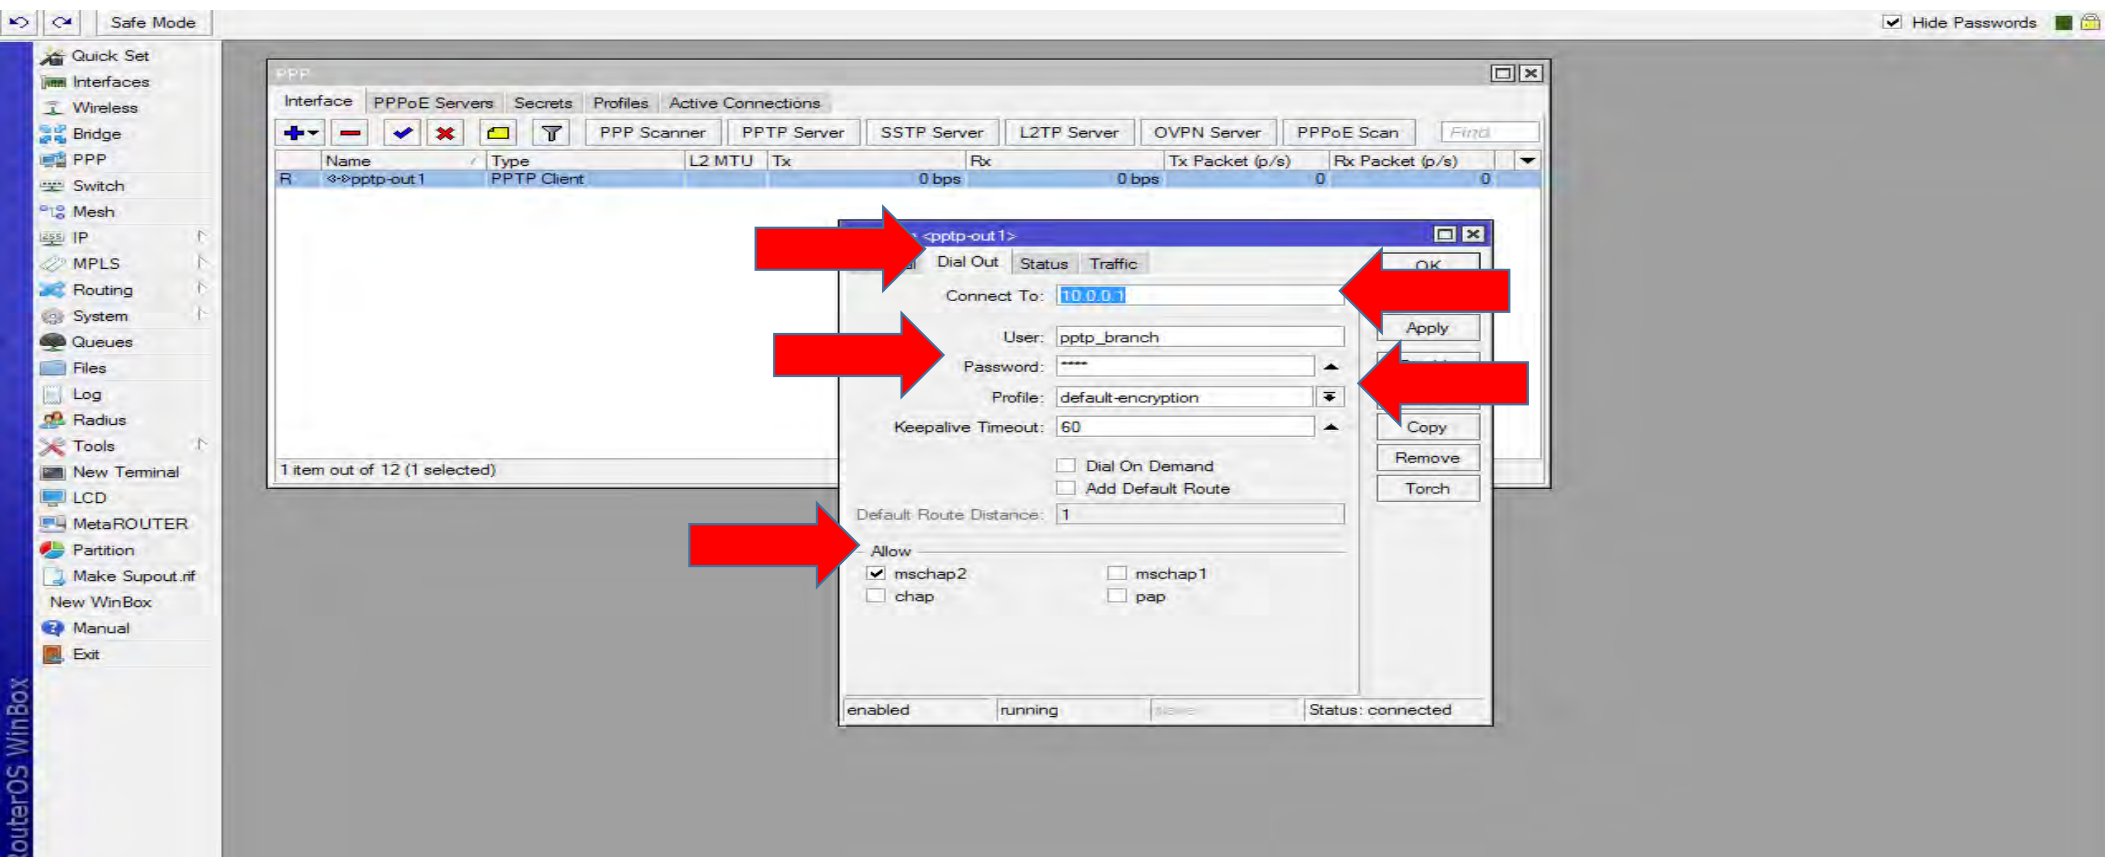 Safe Mode
Hide Passwords
Quick Set
Interfaces
Wireless
Bridge
PPP
Switch
Mesh
IP
MPLS
Routing
System
Queues
Files
Log
Radius
Tools
New Terminal
LCD
MetaROUTER
Partition
Make Supout.rif
New WinBox
Manual
Exit
RouterOS WinBox
PPP
Interface PPPoE Servers Secrets Profiles Active Connections
PPP Scanner PPTP Server SSTP Server L2TP Server OVPN Server PPPoE Scan Find
Name Type L2 MTU Tx Rx Tx Packet (p/s) Rx Packet (p/s)
R pptp-out1 PPTP Client 0 bps 0 bps 0 0
1 item out of 12 (1 selected)
<pptp-out1>
Dial Out Status Traffic
Connect To: 10.0.0.1
User: pptp_branch
Password: ****
Profile: default-encryption
Keepalive Timeout: 60
Dial On Demand
Add Default Route
Default Route Distance: 1
Allow
mschap2 mschap1
chap pap
OK
Apply
Copy
Remove
Torch
enabled running Status: connected